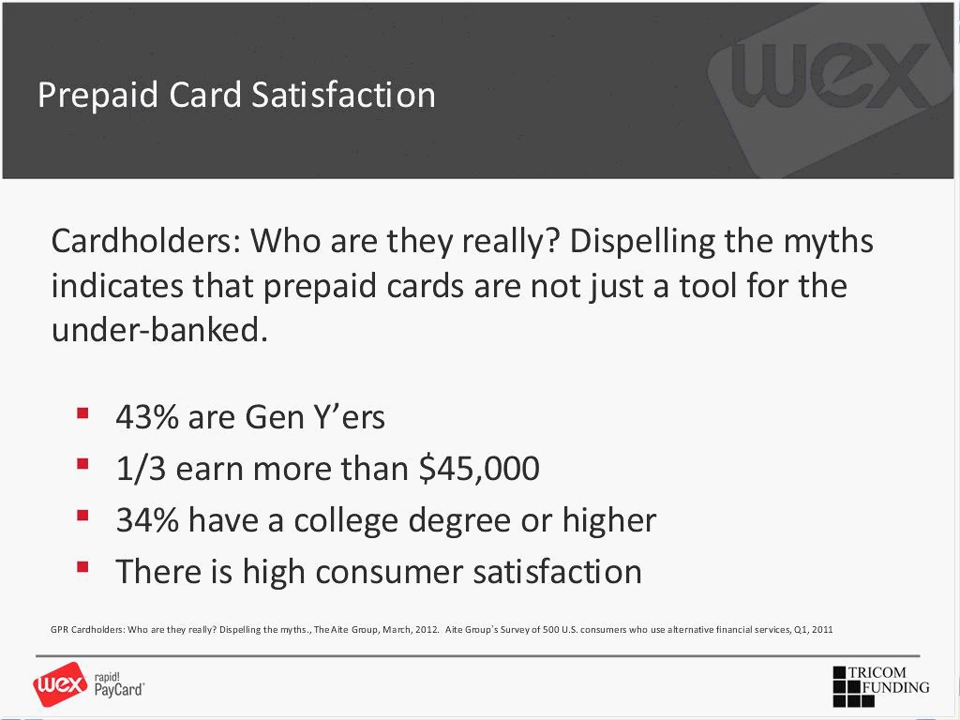 wex
Prepaid Card Satisfaction
Cardholders: Who are they really? Dispelling the myths
indicates that prepaid cards are not just a tool for the
under-banked.
▪ 43% are Gen Y’ers
▪ 1/3 earn more than $45,000
▪ 34% have a college degree or higher
▪ There is high consumer satisfaction
GPR Cardholders: Who are they really? Dispelling the myths., The Aite Group, March, 2012. Aite Group's Survey of 500 U.S. consumers who use alternative financial services, Q1, 2011
wex
rapid!
PayCard®
TRICOM
FUNDING